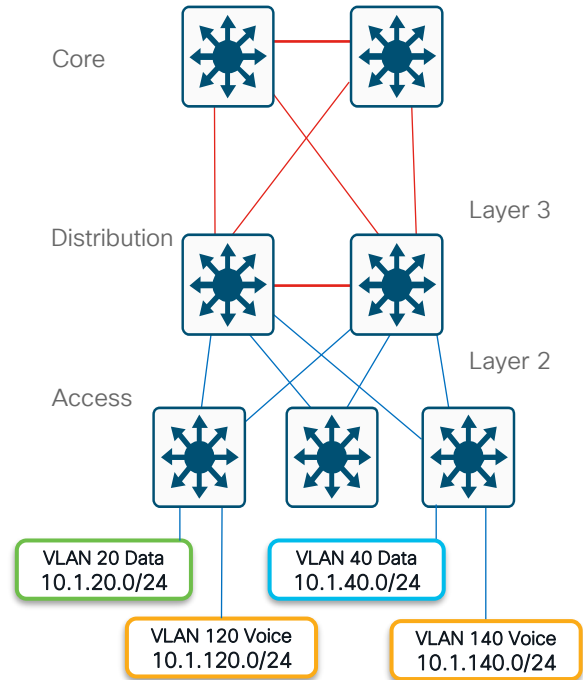 Core
Layer 3
Distribution
Layer 2
Access
VLAN 20 Data
10.1.20.0/24
VLAN 40 Data
10.1.40.0/24
VLAN 120 Voice
10.1.120.0/24
VLAN 140 Voice
10.1.140.0/24